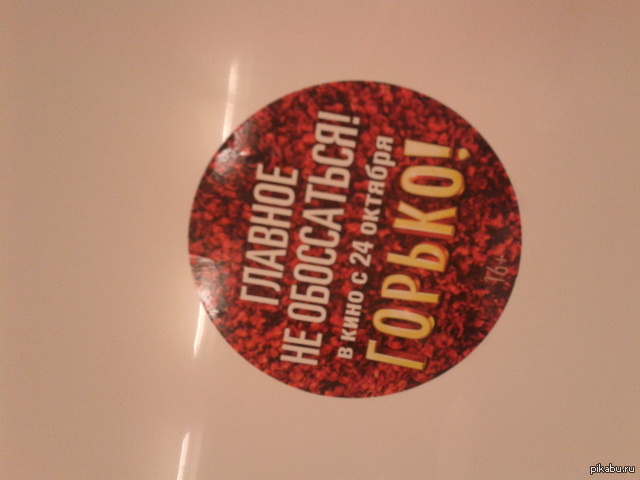 ГЛАВНОЕ
НЕ ОБОССАТЬСЯ!
в кино с 24 октября
ГОРЬКО!
16+
pikabu.ru